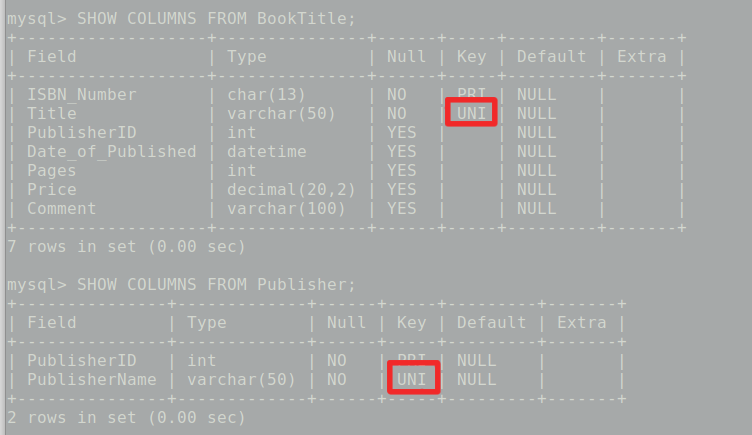 mysql> SHOW COLUMNS FROM BookTitle;
+-------------------+---------------+------+-----+---------+-------+
| Field             | Type          | Null | Key | Default | Extra |
+-------------------+---------------+------+-----+---------+-------+
| ISBN_Number       | char(13)      | NO   | PRI | NULL    |       |
| Title             | varchar(50)   | NO   | UNI | NULL    |       |
| PublisherID       | int           | YES  |     | NULL    |       |
| Date_of_Published | datetime      | YES  |     | NULL    |       |
| Pages             | int           | YES  |     | NULL    |       |
| Price             | decimal(20,2) | YES  |     | NULL    |       |
| Comment           | varchar(100)  | YES  |     | NULL    |       |
+-------------------+---------------+------+-----+---------+-------+
7 rows in set (0.00 sec)
mysql> SHOW COLUMNS FROM Publisher;
+---------------+-------------+------+-----+---------+-------+
| Field         | Type        | Null | Key | Default | Extra |
+---------------+-------------+------+-----+---------+-------+
| PublisherID   | int         | NO   | PRI | NULL    |       |
| PublisherName | varchar(50) | NO   | UNI | NULL    |       |
+---------------+-------------+------+-----+---------+-------+
2 rows in set (0.00 sec)